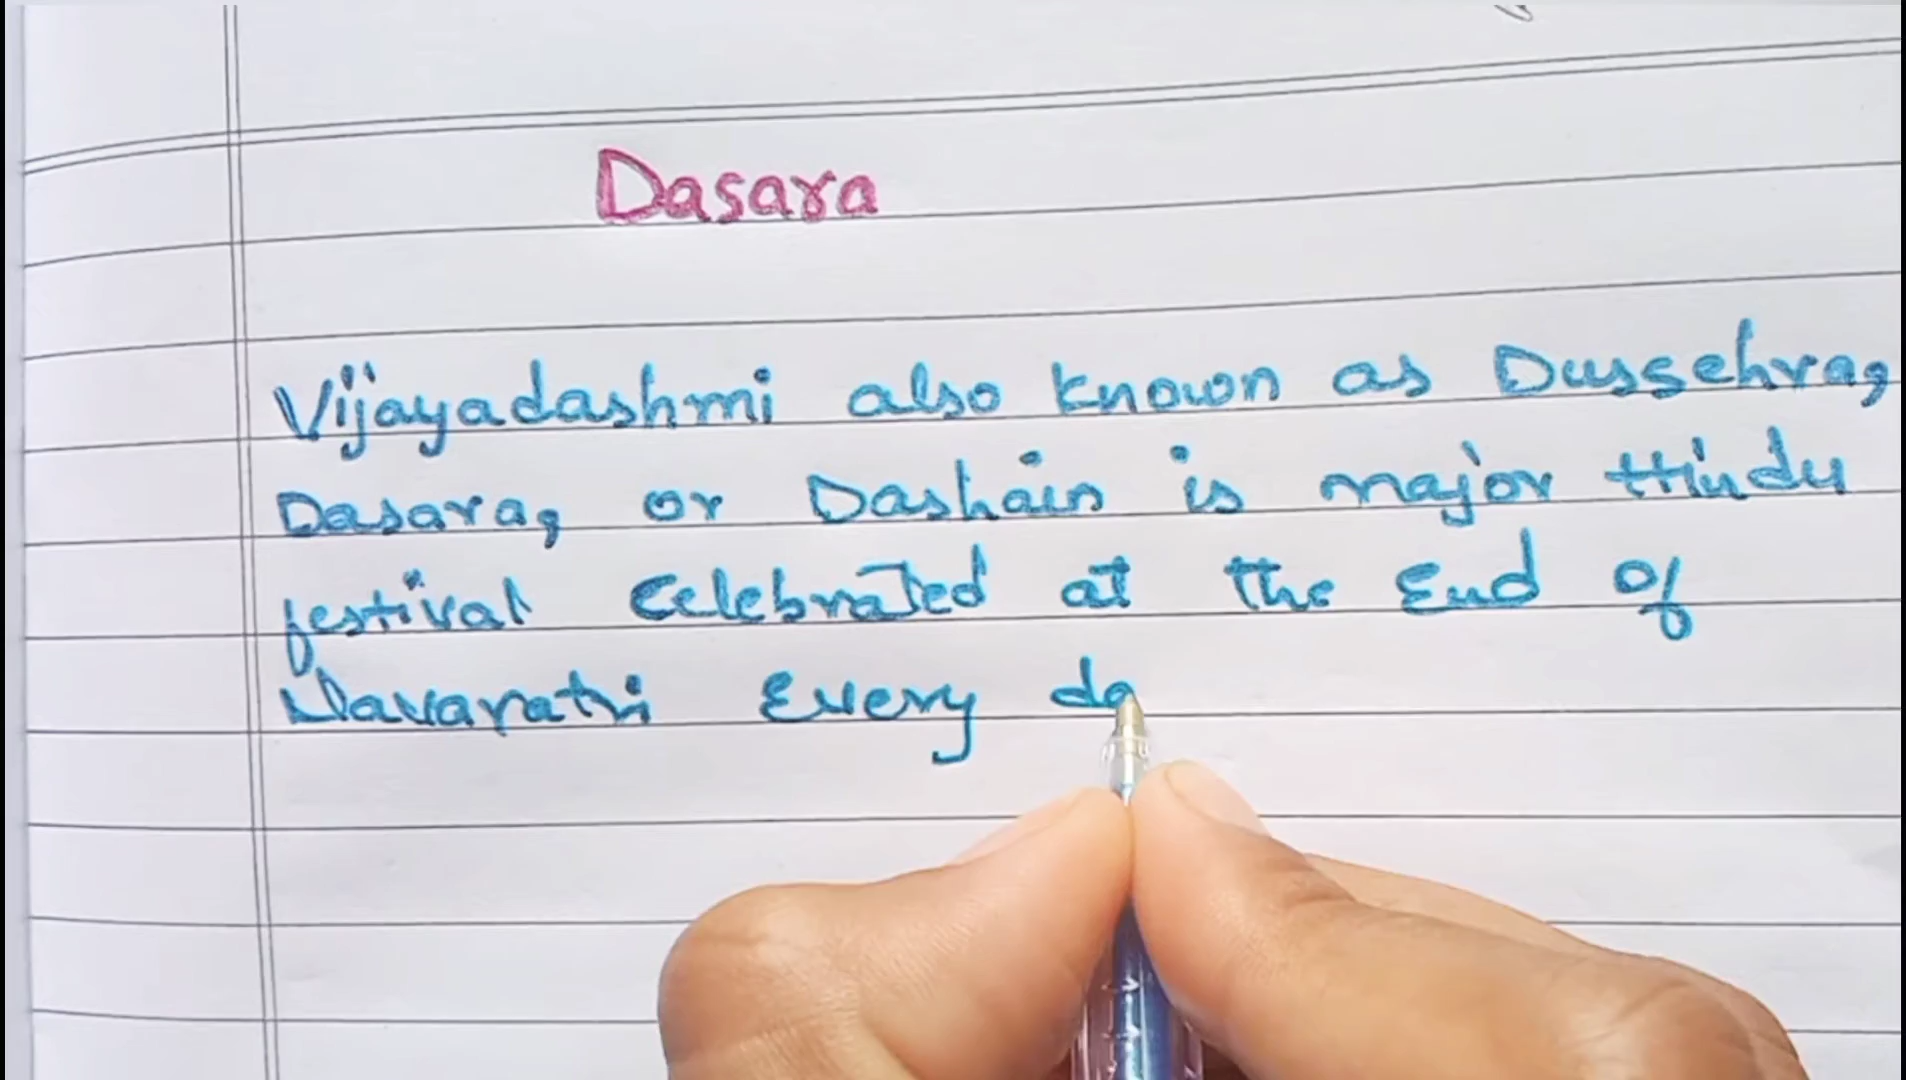 Dasara
Vijayadashmi also known as Dussehra,
Dasara, or Dashain is major Hindu
festival Celebrated at the End of
Navaratri Every da